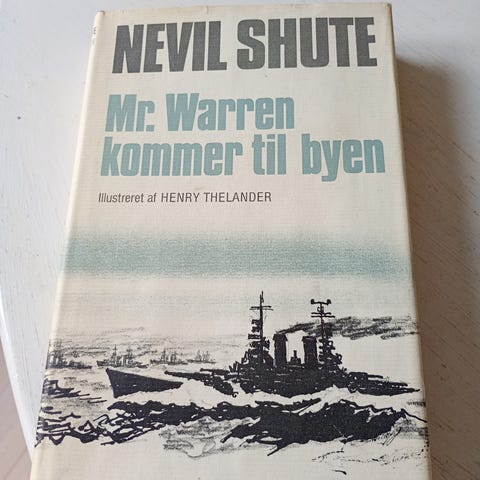 NEVIL SHUTE
Mr. Warren
kommer til byen
Illustreret af HENRY THELANDER